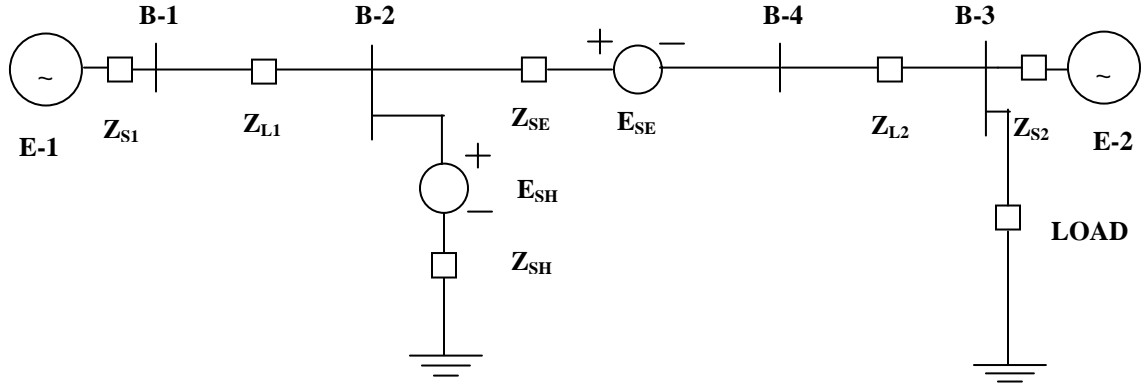 B-1
B-2
B-4
B-3
~
+
−
~
Z_S1
Z_L1
Z_SE
E_SE
Z_L2
Z_S2
E-1
E-2
+
E_SH
−
LOAD
Z_SH